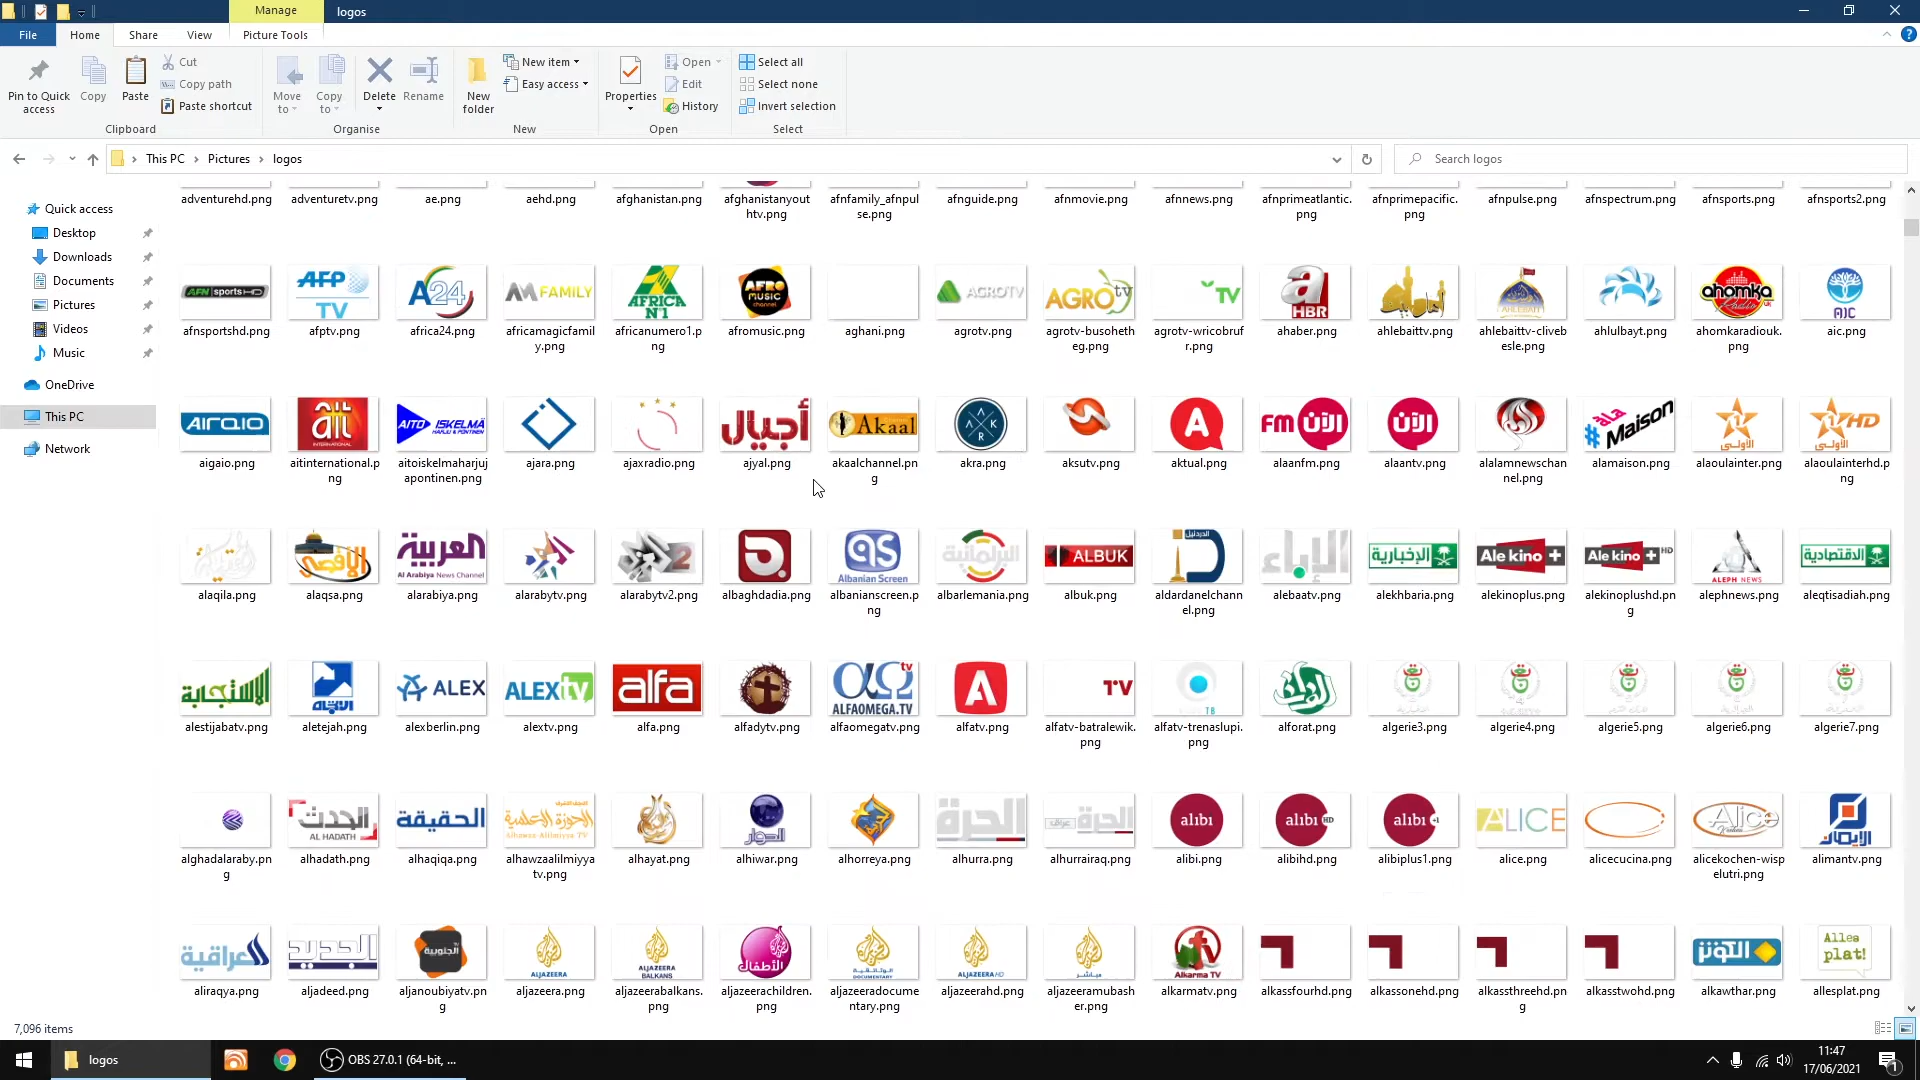 Manage
logos
File
Home
Share
View
Picture Tools
Pin to Quick access
Copy
Paste
Cut
Copy path
Paste shortcut
Move to
Copy to
Delete
Rename
New folder
New item
Easy access
Properties
Open
Edit
History
Select all
Select none
Invert selection
Clipboard
Organise
New
Open
Select
This PC
Pictures
logos
Search logos
Quick access
Desktop
Downloads
Documents
Pictures
Videos
Music
OneDrive
This PC
Network
adventurehd.png
adventuretv.png
ae.png
aehd.png
afghanistan.png
afghanistanyouthtv.png
afnfamily_afnpulse.png
afnguide.png
afnmovie.png
afnnews.png
afnprimeatlantic.png
afnprimepacific.png
afnpulse.png
afnspectrum.png
afnsports.png
afnsports2.png
afnsportshd.png
afptv.png
africa24.png
africamagicfamily.png
africanumero1.png
afromusic.png
aghani.png
agrotv.png
agrotv-busohetheg.png
agrotv-wricobrufr.png
ahaber.png
ahlebaittv.png
ahlebaittv-clivebesle.png
ahlulbayt.png
ahomkaradiouk.png
aic.png
aigaio.png
aitinternational.png
aitoiskelmaharjujapontinen.png
ajara.png
ajaxradio.png
ajyal.png
akaalchannel.png
akra.png
aksutv.png
aktual.png
alaanfm.png
alaantv.png
alalamnewschannel.png
alamaison.png
alaoulainter.png
alaoulainterhd.png
alaqila.png
alaqsa.png
alarabiya.png
alarabytv.png
alarabytv2.png
albaghdadia.png
albanianscreen.png
albarlemania.png
albuk.png
aldardanelchannel.png
alebaatv.png
alekhbaria.png
alekinoplus.png
alekinoplushd.png
alephnews.png
aleqtisadiah.png
alestijabatv.png
aletejah.png
alexberlin.png
alextv.png
alfa.png
alfadytv.png
alfaomegatv.png
alfatv.png
alfatv-batralewik.png
alfatv-trenaslupi.png
alforat.png
algerie3.png
algerie4.png
algerie5.png
algerie6.png
algerie7.png
alghadalaraby.png
alhadath.png
alhaqiqa.png
alhawzaalilmiyyatv.png
alhayat.png
alhiwar.png
alhorreya.png
alhurra.png
alhurrairaq.png
alibi.png
alibihd.png
alibiplus1.png
alice.png
alicecucina.png
alicekochen-wispelutri.png
alimantv.png
aliraqya.png
aljadeed.png
aljanoubiyatv.png
aljazeera.png
aljazeerabalkans.png
aljazeerachildren.png
aljazeeradocumentary.png
aljazeerahd.png
aljazeeramubasher.png
alkarmatv.png
alkassfourhd.png
alkassonehd.png
alkassthreehd.png
alkasstwohd.png
alkawthar.png
allesplat.png
7,096 items
logos
OBS 27.0.1 (64-bit, ...
11:47
17/06/2021
1